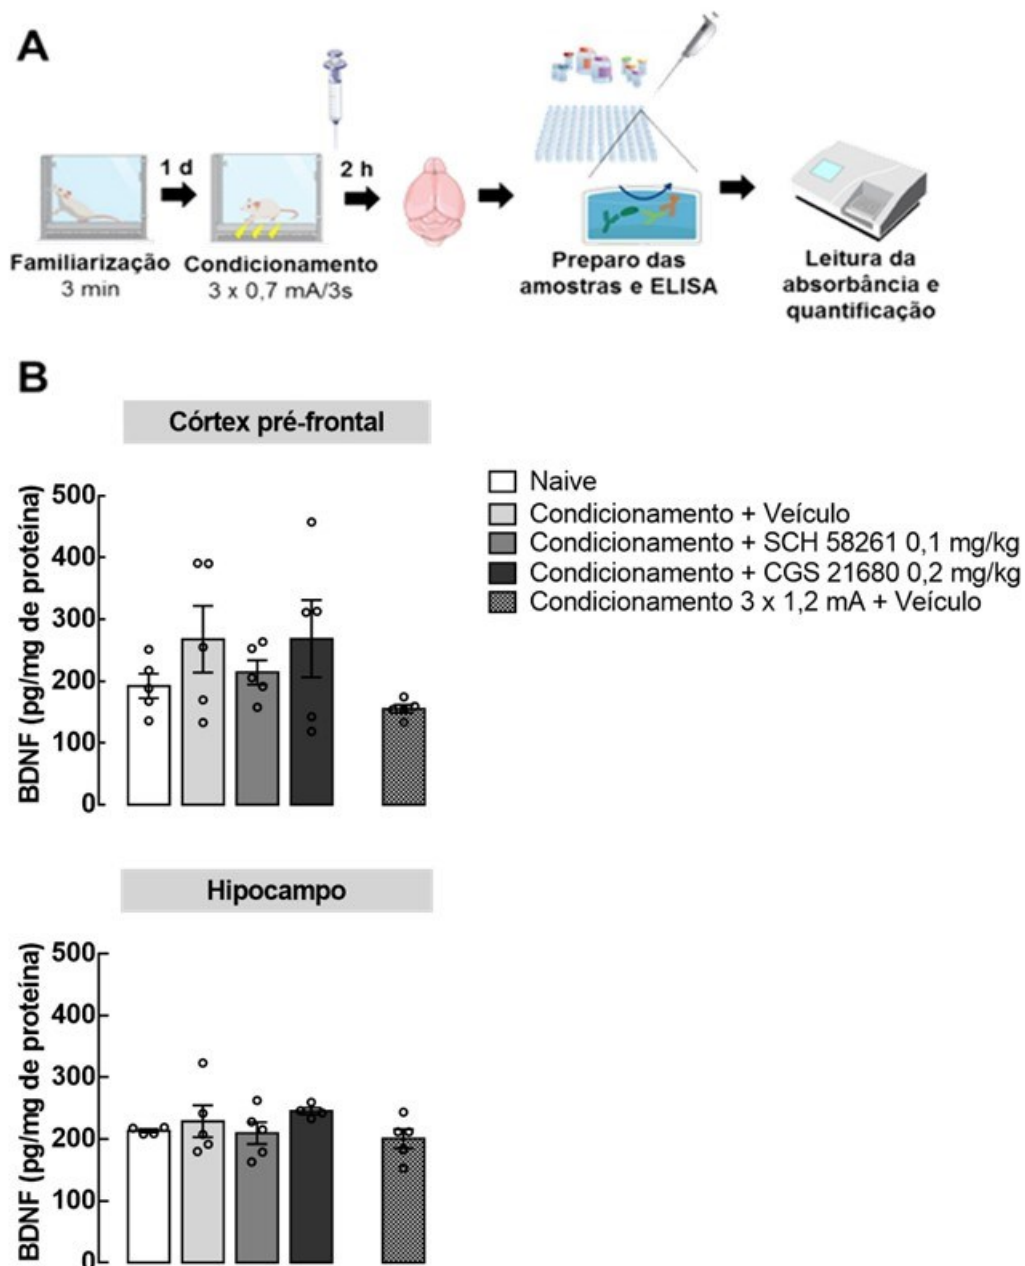 A
1 d
2 h
Familiarização
3 min
Condicionamento
3 x 0,7 mA/3s
Preparo das
amostras e ELISA
Leitura da
absorbância e
quantificação
B
Córtex pré-frontal
BDNF (pg/mg de proteína)
500
400
300
200
100
0
Naive
Condicionamento + Veículo
Condicionamento + SCH 58261 0,1 mg/kg
Condicionamento + CGS 21680 0,2 mg/kg
Condicionamento 3 x 1,2 mA + Veículo
Hipocampo
BDNF (pg/mg de proteína)
500
400
300
200
100
0